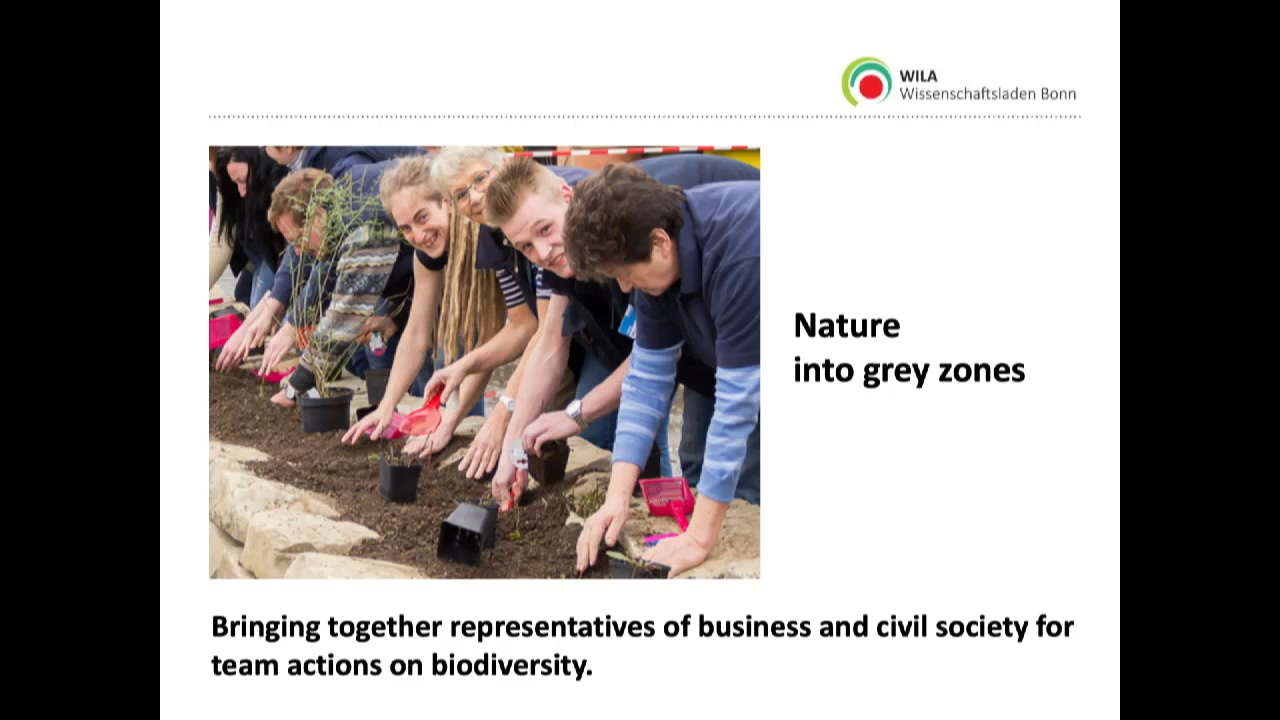 WILA
Wissenschaftsladen Bonn
Nature
into grey zones
Bringing together representatives of business and civil society for
team actions on biodiversity.